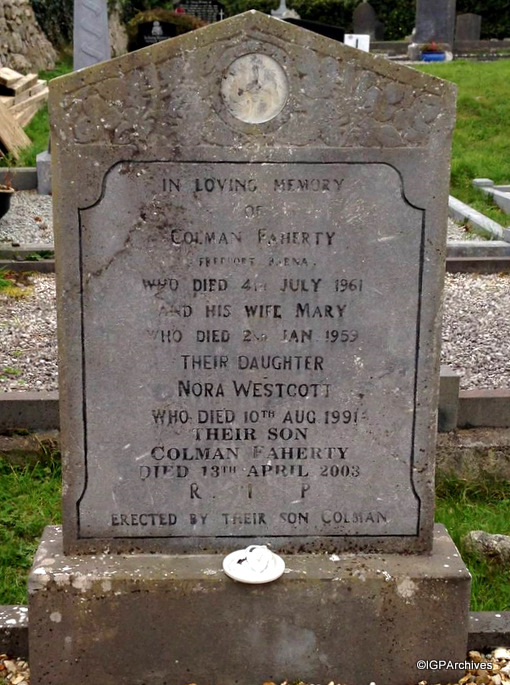 IN LOVING MEMORY
OF
COLMAN FAHERTY
WHO DIED 4TH JULY 1961
AND HIS WIFE MARY
WHO DIED 2ND JAN 1959
THEIR DAUGHTER
NORA WESTCOTT
WHO DIED 10TH AUG 1991
THEIR SON
COLMAN FAHERTY
DIED 13TH APRIL 2003
R I P
ERECTED BY THEIR SON COLMAN
©IGPArchives